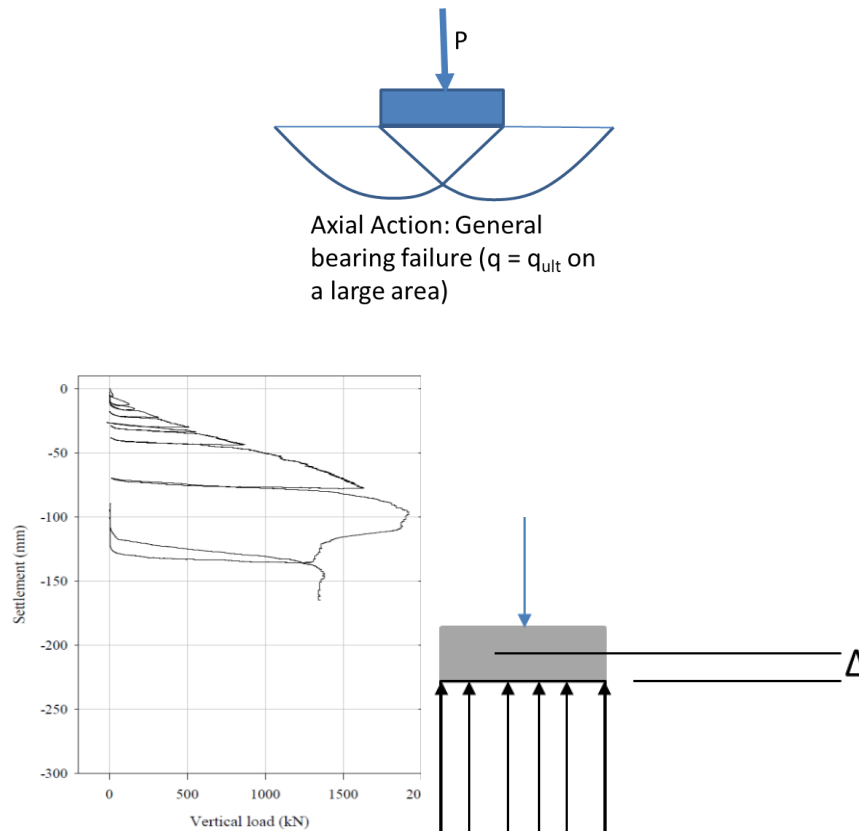 P
Axial Action: General
bearing failure (q = qult on
a large area)
0
-50
-100
-150
-200
-250
-300
Settlement (mm)
0 500 1000 1500 20
Vertical load (kN)
Δ